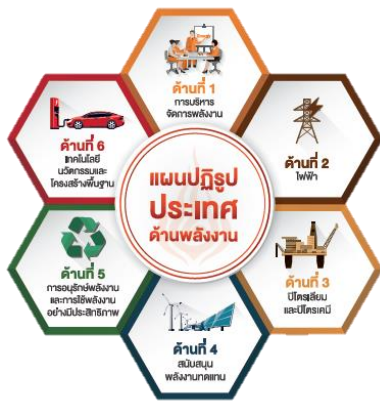 แผนปฏิรูป
ประเทศ
ด้านพลังงาน
ด้านที่ 1
การบริหาร
จัดการพลังงาน
ด้านที่ 2
ไฟฟ้า
ด้านที่ 3
ปิโตรเลียม
และปิโตรเคมี
ด้านที่ 4
สนับสนุน
พลังงานทดแทน
ด้านที่ 5
การอนุรักษ์พลังงาน
และการใช้พลังงาน
อย่างมีประสิทธิภาพ
ด้านที่ 6
เทคโนโลยี
นวัตกรรมและ
โครงสร้างพื้นฐาน